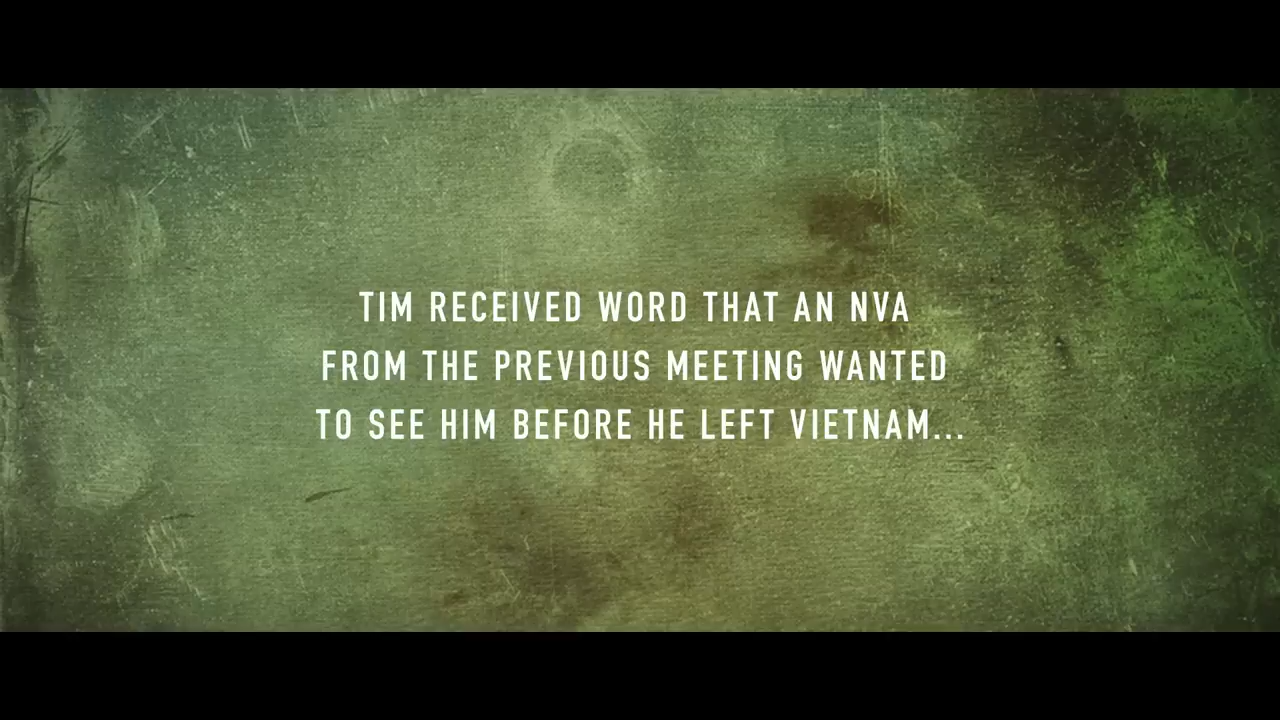 TIM RECEIVED WORD THAT AN NVA
FROM THE PREVIOUS MEETING WANTED
TO SEE HIM BEFORE HE LEFT VIETNAM...